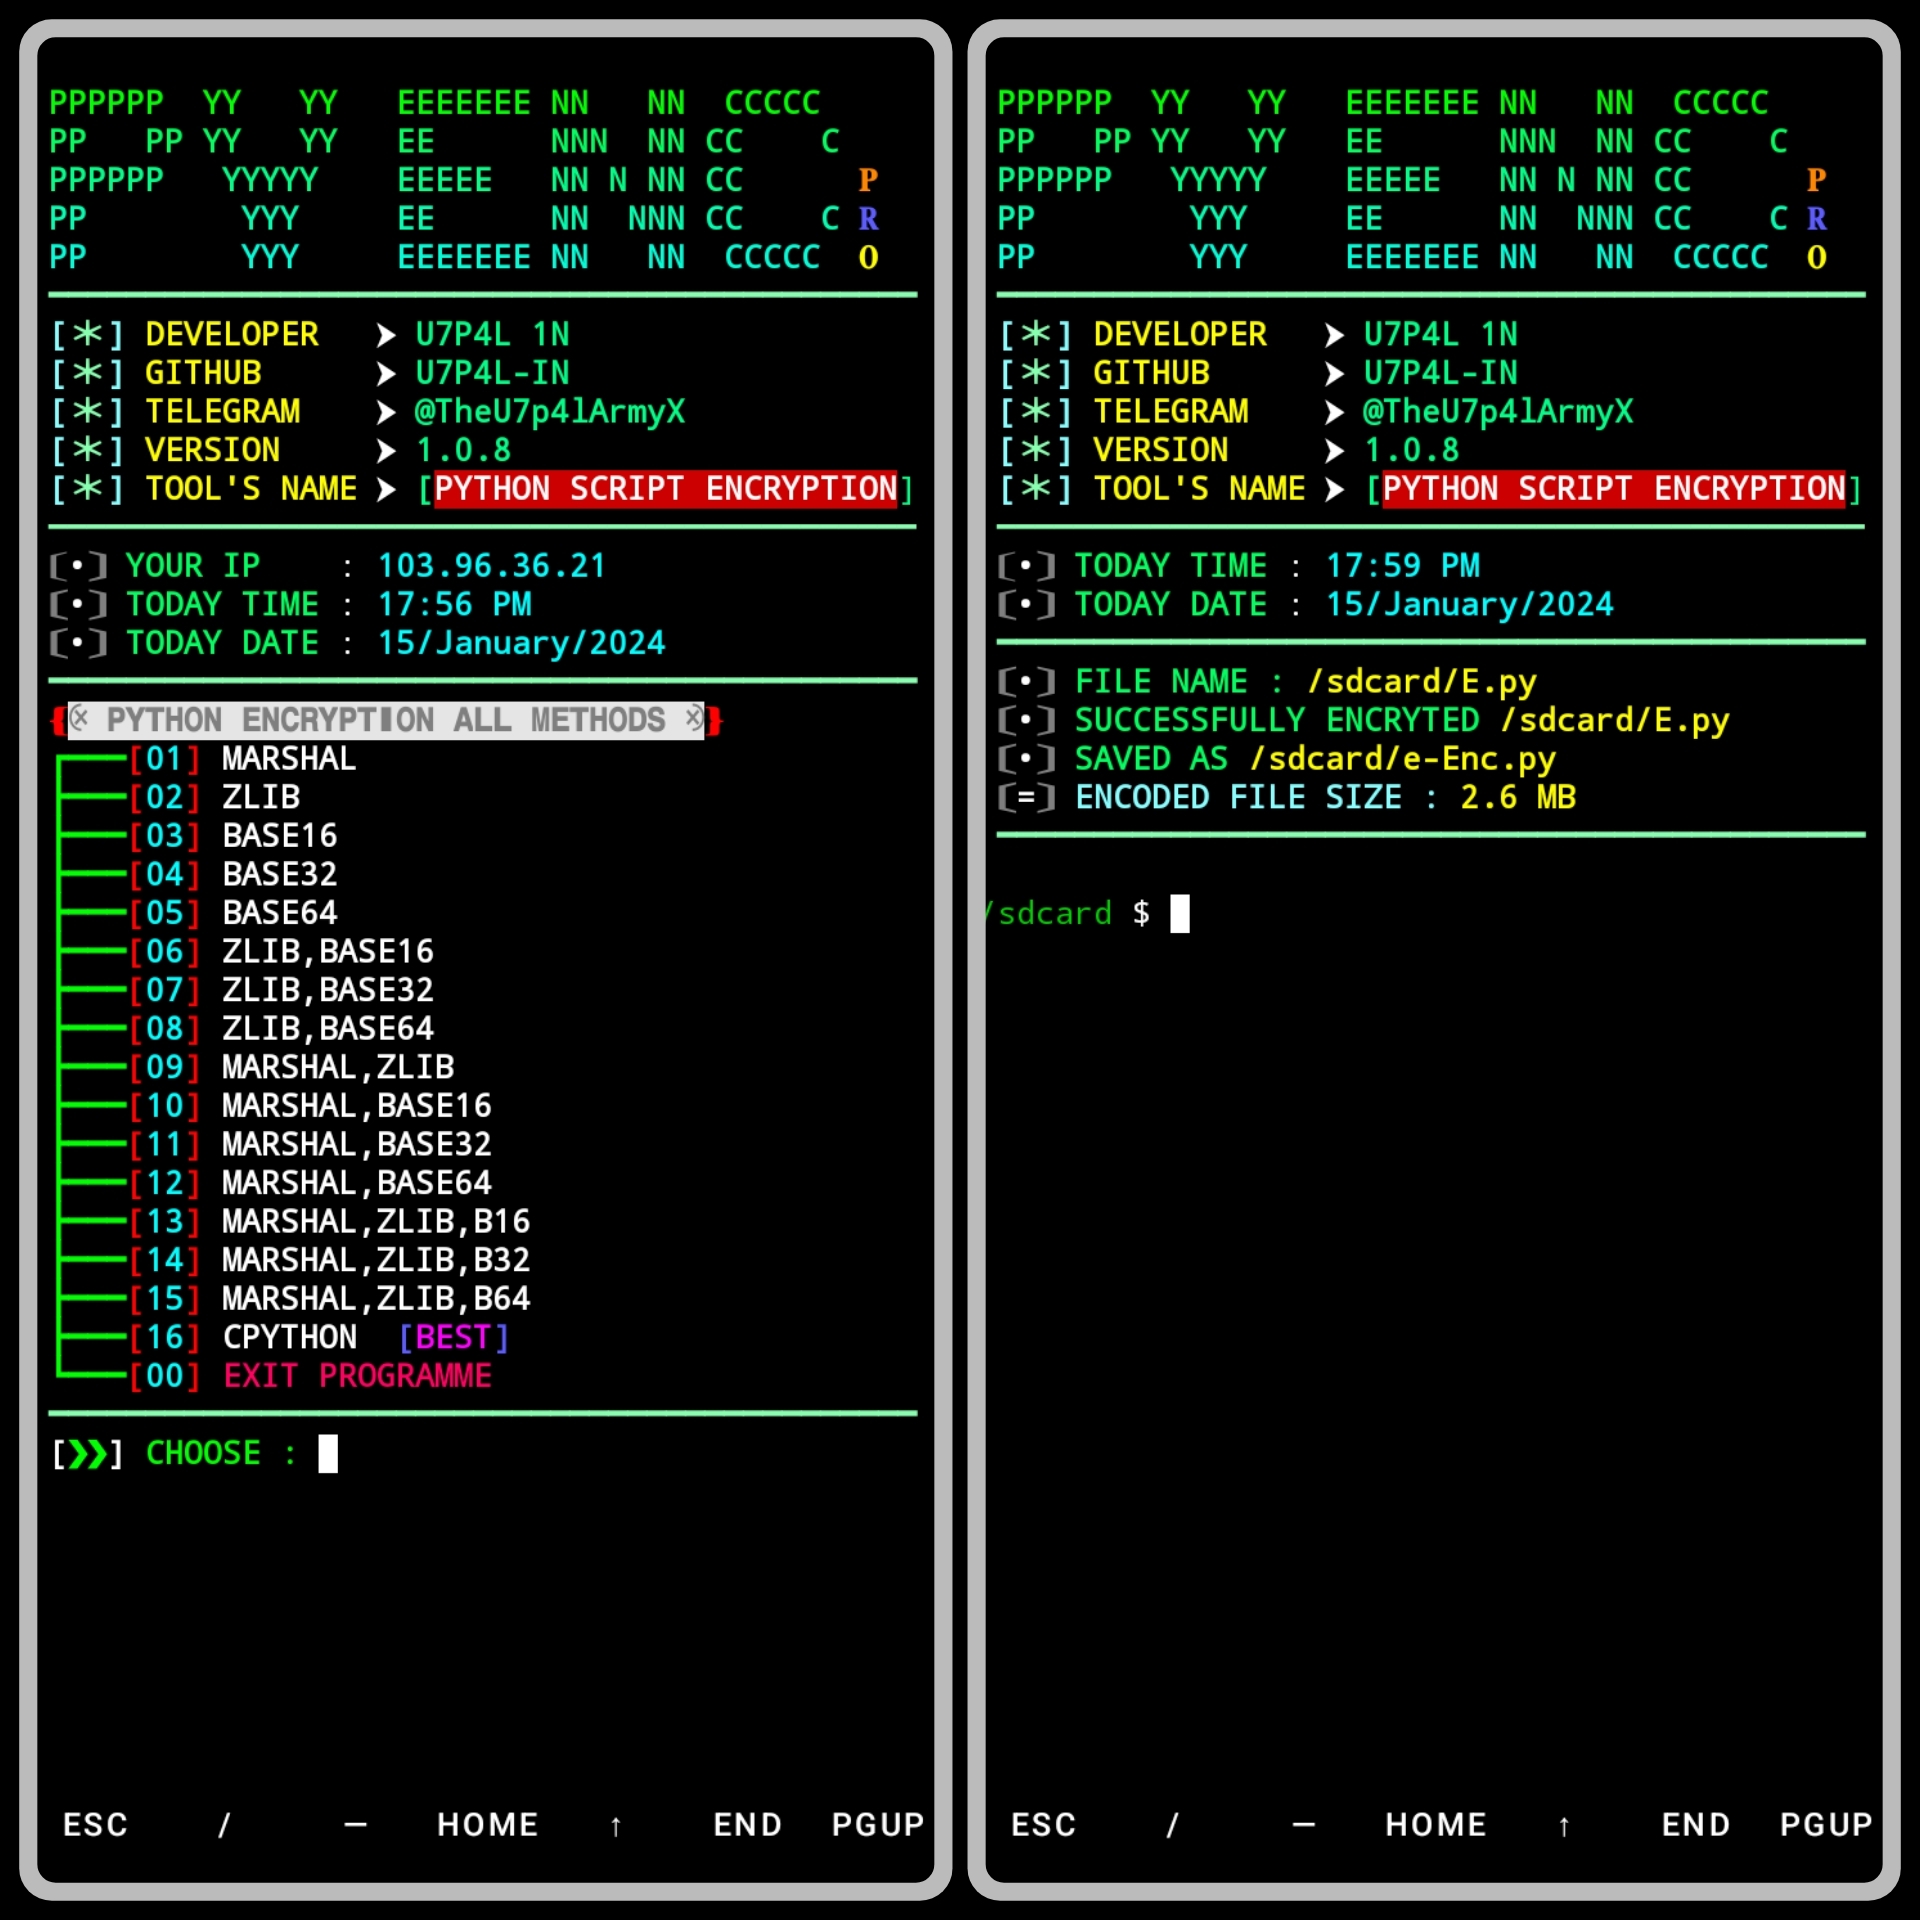 PPPPPP  YY   YY   EEEEEEE NN   NN  CCCCC
PP   PP YY   YY   EE      NNN  NN CC    C
PPPPPP   YYYYY    EEEEE   NN N NN CC      P
PP        YYY     EE      NN  NNN CC    C R
PP        YYY     EEEEEEE NN   NN  CCCCC  O
[*] DEVELOPER   ➤ U7P4L 1N
[*] GITHUB      ➤ U7P4L-IN
[*] TELEGRAM    ➤ @TheU7p4lArmyX
[*] VERSION     ➤ 1.0.8
[*] TOOL'S NAME ➤ [PYTHON SCRIPT ENCRYPTION]
[•] YOUR IP    : 103.96.36.21
[•] TODAY TIME : 17:56 PM
[•] TODAY DATE : 15/January/2024
{(× PYTHON ENCRYPTION ALL METHODS ×)}
[01] MARSHAL
[02] ZLIB
[03] BASE16
[04] BASE32
[05] BASE64
[06] ZLIB,BASE16
[07] ZLIB,BASE32
[08] ZLIB,BASE64
[09] MARSHAL,ZLIB
[10] MARSHAL,BASE16
[11] MARSHAL,BASE32
[12] MARSHAL,BASE64
[13] MARSHAL,ZLIB,B16
[14] MARSHAL,ZLIB,B32
[15] MARSHAL,ZLIB,B64
[16] CPYTHON  [BEST]
[00] EXIT PROGRAMME
[❯❯] CHOOSE :
ESC / — HOME ↑ END PGUP
PPPPPP  YY   YY   EEEEEEE NN   NN  CCCCC
PP   PP YY   YY   EE      NNN  NN CC    C
PPPPPP   YYYYY    EEEEE   NN N NN CC      P
PP        YYY     EE      NN  NNN CC    C R
PP        YYY     EEEEEEE NN   NN  CCCCC  O
[*] DEVELOPER   ➤ U7P4L 1N
[*] GITHUB      ➤ U7P4L-IN
[*] TELEGRAM    ➤ @TheU7p4lArmyX
[*] VERSION     ➤ 1.0.8
[*] TOOL'S NAME ➤ [PYTHON SCRIPT ENCRYPTION]
[•] TODAY TIME : 17:59 PM
[•] TODAY DATE : 15/January/2024
[•] FILE NAME : /sdcard/E.py
[•] SUCCESSFULLY ENCRYTED /sdcard/E.py
[•] SAVED AS /sdcard/e-Enc.py
[=] ENCODED FILE SIZE : 2.6 MB
/sdcard $
ESC / — HOME ↑ END PGUP